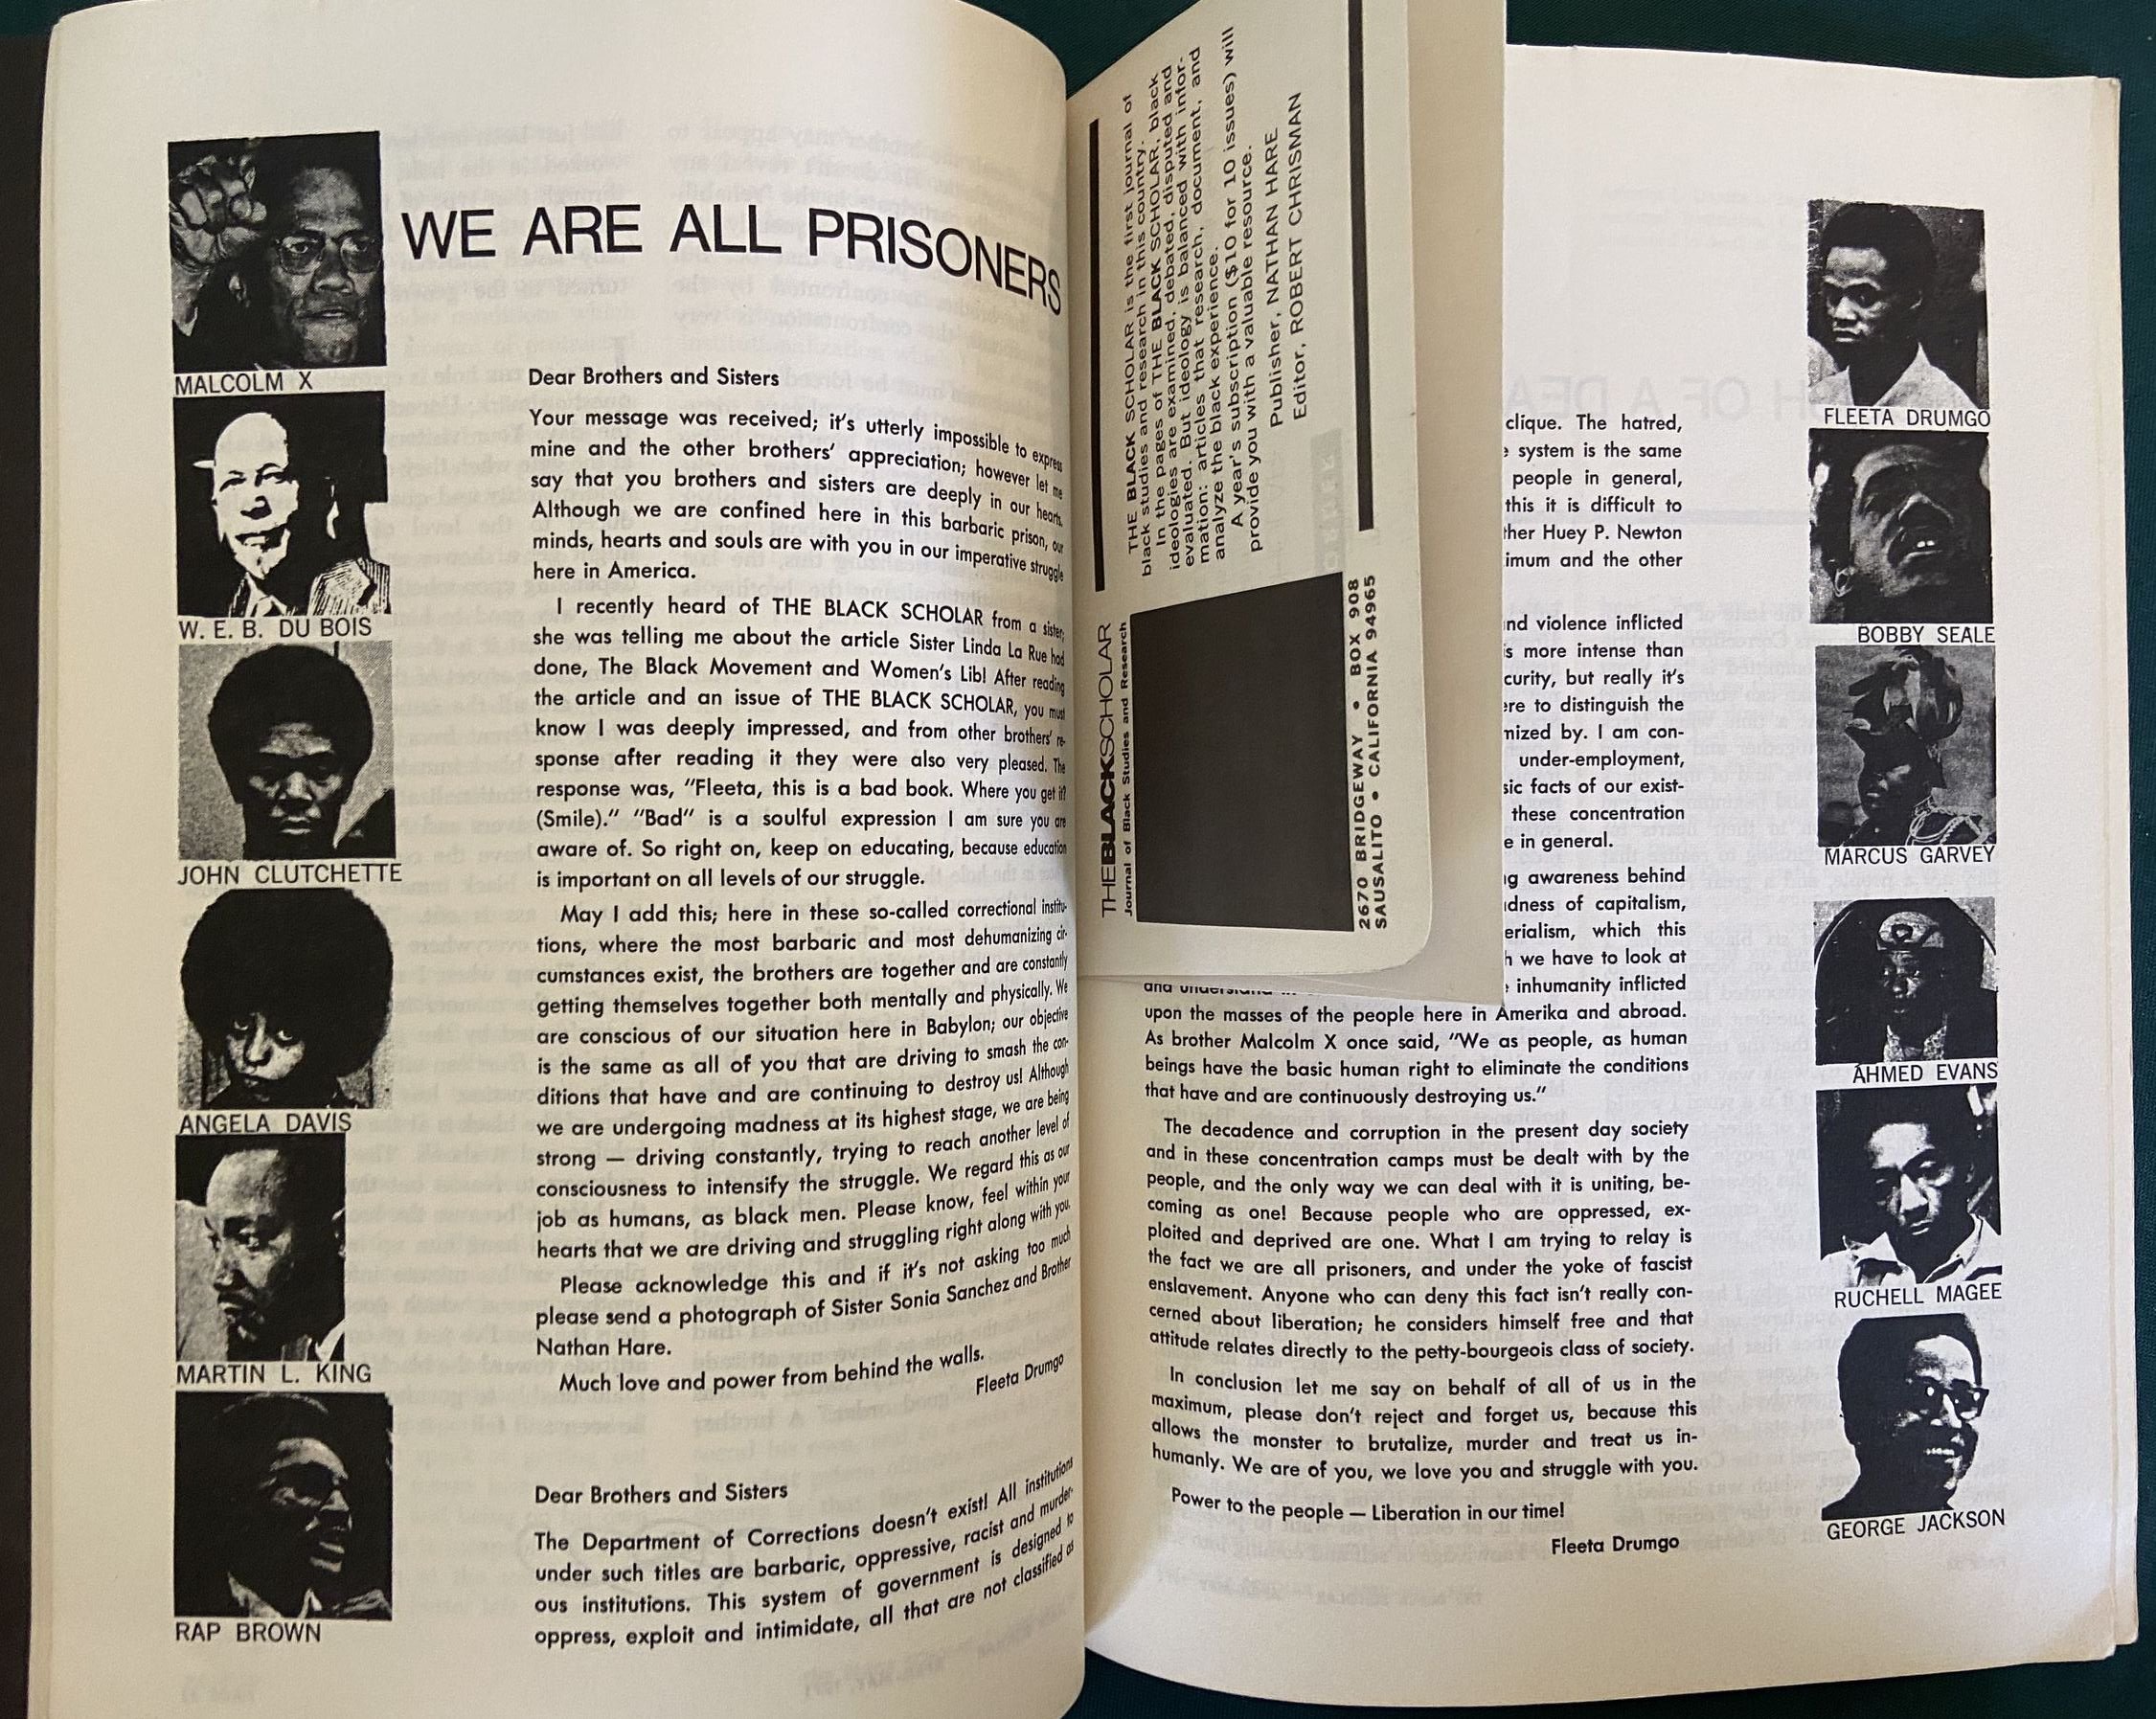 WE ARE ALL PRISONERS
MALCOLM X
W. E. B. DU BOIS
JOHN CLUTCHETTE
ANGELA DAVIS
MARTIN L. KING
RAP BROWN
Dear Brothers and Sisters
Your message was received; it's utterly impossible to express
mine and the other brothers' appreciation; however let me
say that you brothers and sisters are deeply in our hearts.
Although we are confined here in this barbaric prison, our
minds, hearts and souls are with you in our imperative struggle
here in America.
I recently heard of THE BLACK SCHOLAR from a sister;
she was telling me about the article Sister Linda La Rue had
done, The Black Movement and Women's Lib! After reading
the article and an issue of THE BLACK SCHOLAR, you must
know I was deeply impressed, and from other brothers' re-
sponse after reading it they were also very pleased. The
response was, "Fleeta, this is a bad book. Where you get it?
(Smile)." "Bad" is a soulful expression I am sure you are
aware of. So right on, keep on educating, because education
is important on all levels of our struggle.
May I add this; here in these so-called correctional institu-
tions, where the most barbaric and most dehumanizing cir-
cumstances exist, the brothers are together and are constantly
getting themselves together both mentally and physically. We
are conscious of our situation here in Babylon; our objective
is the same as all of you that are driving to smash the con-
ditions that have and are continuing to destroy us! Although
we are undergoing madness at its highest stage, we are being
strong — driving constantly, trying to reach another level of
consciousness to intensify the struggle. We regard this as our
job as humans, as black men. Please know, feel within your
hearts that we are driving and struggling right along with you.
Please acknowledge this and if it's not asking too much
please send a photograph of Sister Sonia Sanchez and Brother
Nathan Hare.
Much love and power from behind the walls.
Fleeta Drumgo
Dear Brothers and Sisters
The Department of Corrections doesn't exist! All institutions
under such titles are barbaric, oppressive, racist and murder-
ous institutions. This system of government is designed to
oppress, exploit and intimidate, all that are not classified as
THEBLACKSCHOLAR
Journal of Black Studies and Research
THE BLACK SCHOLAR is the first journal of
black studies and research in this country.
In the pages of THE BLACK SCHOLAR, black
ideologies are examined, debated, disputed and
evaluated. But ideology is balanced with infor-
mation: articles that research, document, and
analyze the black experience.
A year's subscription ($10 for 10 issues) will
provide you with a valuable resource.
Publisher, NATHAN HARE
Editor, ROBERT CHRISMAN
2670 BRIDGEWAY • BOX 908
SAUSALITO • CALIFORNIA 94965
clique. The hatred,
system is the same
people in general,
this it is difficult to
Huey P. Newton
and the other
violence inflicted
more intense than
but really it's
to distinguish the
by. I am con-
under-employment,
facts of our exist-
these concentration
in general.
awareness behind
of capitalism,
which this
we have to look at
and inhumanity inflicted
upon the masses of the people here in Amerika and abroad.
As brother Malcolm X once said, "We as people, as human
beings have the basic human right to eliminate the conditions
that have and are continuously destroying us."
The decadence and corruption in the present day society
and in these concentration camps must be dealt with by the
people, and the only way we can deal with it is uniting, be-
coming as one! Because people who are oppressed, ex-
ploited and deprived are one. What I am trying to relay is
the fact we are all prisoners, and under the yoke of fascist
enslavement. Anyone who can deny this fact isn't really con-
cerned about liberation; he considers himself free and that
attitude relates directly to the petty-bourgeois class of society.
In conclusion let me say on behalf of all of us in the
maximum, please don't reject and forget us, because this
allows the monster to brutalize, murder and treat us in-
humanly. We are of you, we love you and struggle with you.
Power to the people — Liberation in our time!
Fleeta Drumgo
FLEETA DRUMGO
BOBBY SEALE
MARCUS GARVEY
AHMED EVANS
RUCHELL MAGEE
GEORGE JACKSON